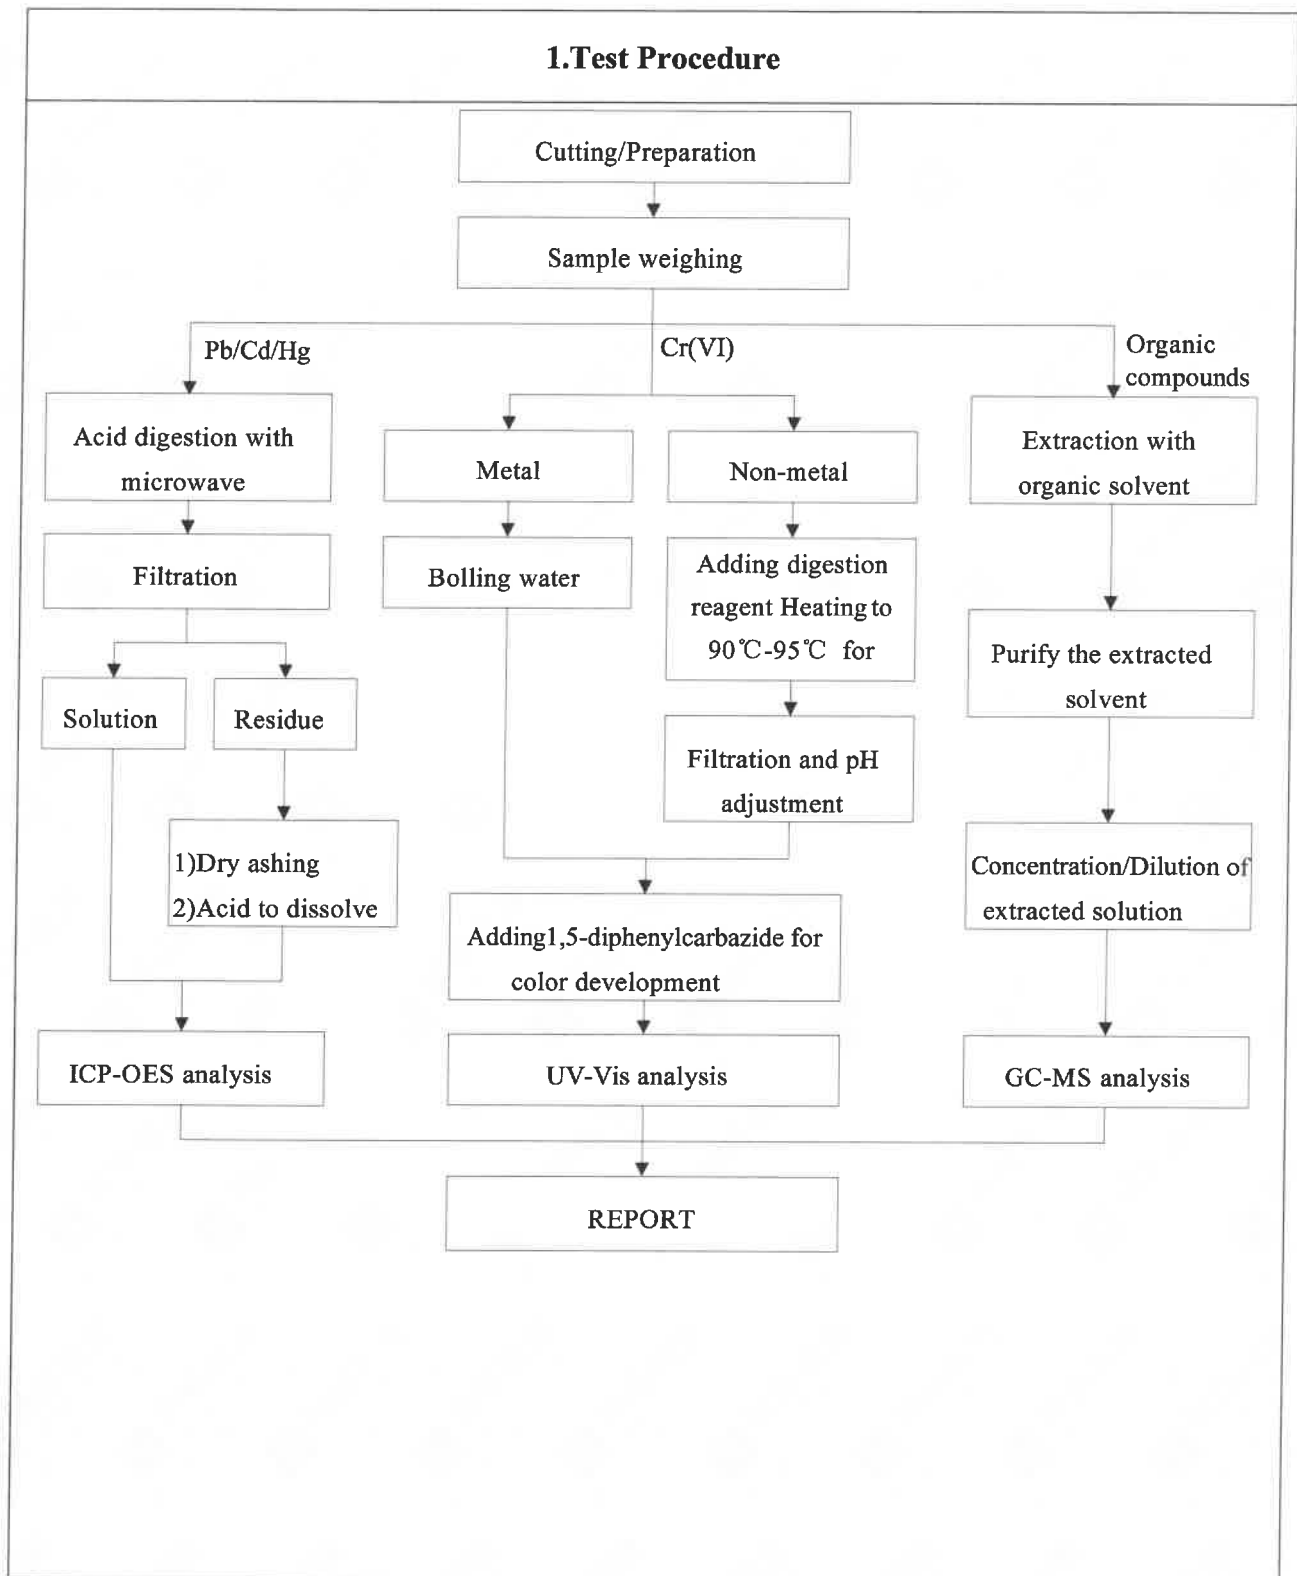 1.Test Procedure
Cutting/Preparation
Sample weighing
Pb/Cd/Hg
Cr(VI)
Organic
compounds
Acid digestion with
microwave
Metal
Non-metal
Extraction with
organic solvent
Filtration
Bolling water
Adding digestion
reagent Heating to
90℃-95℃ for
Solution
Residue
Purify the extracted
solvent
Filtration and pH
adjustment
1)Dry ashing
2)Acid to dissolve
Concentration/Dilution of
extracted solution
Adding1,5-diphenylcarbazide for
color development
ICP-OES analysis
UV-Vis analysis
GC-MS analysis
REPORT